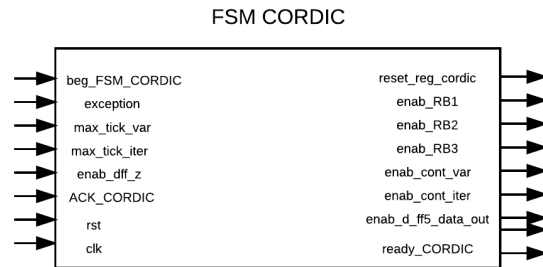 FSM CORDIC
beg_FSM_CORDIC
exception
max_tick_var
max_tick_iter
enab_dff_z
ACK_CORDIC
rst
clk
reset_reg_cordic
enab_RB1
enab_RB2
enab_RB3
enab_cont_var
enab_cont_iter
enab_d_ff5_data_out
ready_CORDIC